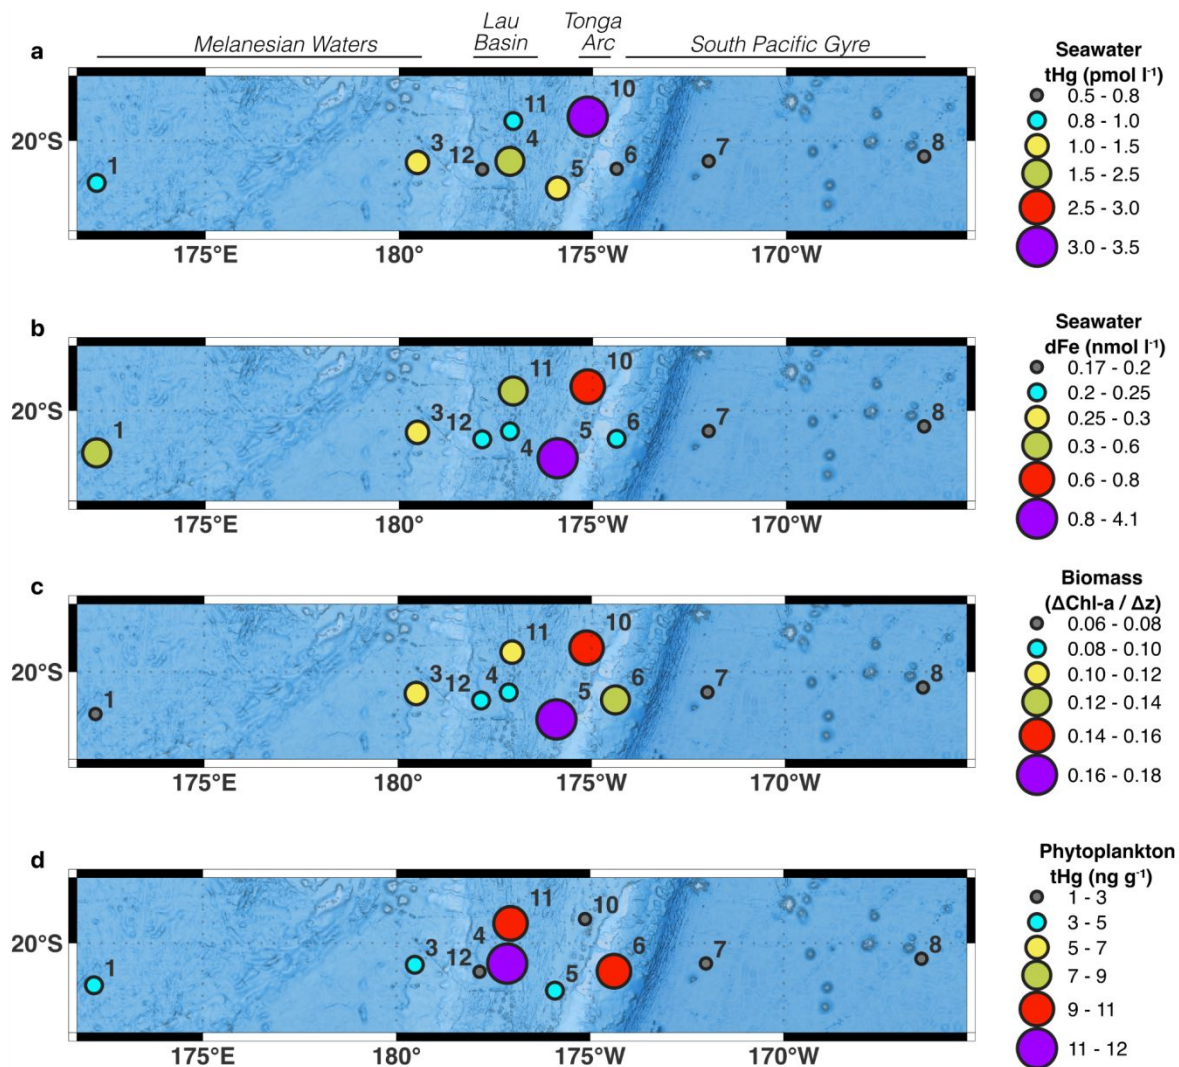 Lau
Basin
Tonga
Arc
Melanesian Waters
South Pacific Gyre
a
20°S
1
3
12
11
4
5
10
6
7
8
175°E
180°
175°W
170°W
Seawater
tHg (pmol l⁻¹)
0.5 - 0.8
0.8 - 1.0
1.0 - 1.5
1.5 - 2.5
2.5 - 3.0
3.0 - 3.5
b
20°S
1
3
12
11
4
5
10
6
7
8
175°E
180°
175°W
170°W
Seawater
dFe (nmol l⁻¹)
0.17 - 0.2
0.2 - 0.25
0.25 - 0.3
0.3 - 0.6
0.6 - 0.8
0.8 - 4.1
c
20°S
1
3
12
4
11
5
10
6
7
8
175°E
180°
175°W
170°W
Biomass
(ΔChl-a / Δz)
0.06 - 0.08
0.08 - 0.10
0.10 - 0.12
0.12 - 0.14
0.14 - 0.16
0.16 - 0.18
d
20°S
1
3
12
4
11
5
10
6
7
8
175°E
180°
175°W
170°W
Phytoplankton
tHg (ng g⁻¹)
1 - 3
3 - 5
5 - 7
7 - 9
9 - 11
11 - 12